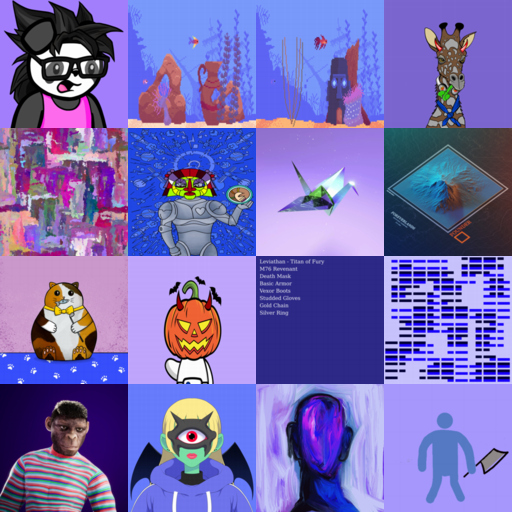 Leviathan - Titan of Fury
M76 Revenant
Death Mask
Basic Armor
Vexor Boots
Studded Gloves
Gold Chain
Silver Ring